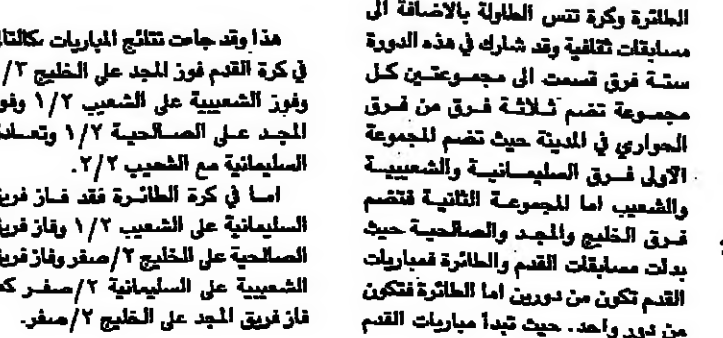 الطائرة وكرة تنس الطاولة بالاضافة الى
مسابقات ثقافية وقد شارك في هذه الدورة
ستة فرق قسمت الى مجموعتين كل
مجموعة تضم ثلاثة فرق من فرق
الحواري في المدينة حيث تضم المجموعة
الأولى فرق السليمانية والشعيبية
والشعيب اما المجموعة الثانية فتضم
فرق الخليج والمجد والصالحية حيث
بدأت مسابقات القدم والطائرة فمباريات
القدم تكون من دورين اما الطائرة فتكون
من دور واحد. حيث تبدأ مباريات القدم
هذا وقد جاءت نتائج المباريات كالتالي
في كرة القدم فوز المجد على الخليج ٣/
وفوز الشعيبية على الشعيب ١/٢ وفوز
المجد على الصالحية ١/٢ وتعادل
السليمانية مع الشعيب ٢/٢.
اما في كرة الطائرة فقد فاز فريق
السليمانية على الشعيب ١/٢ وفاز فريق
الصالحية على الخليج ٢/صفر وفاز فريق
الشعيبية على السليمانية ٢/صفر كما
فاز فريق المجد على الخليج ٢/صفر.